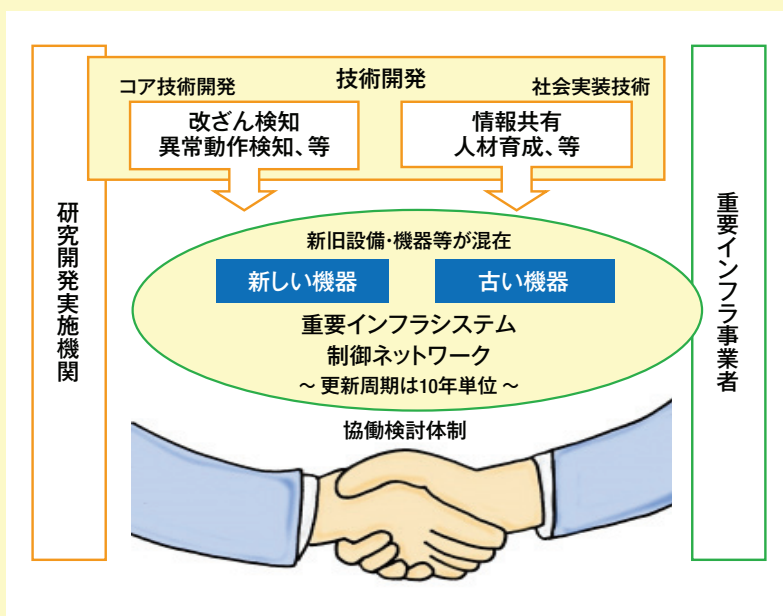 技術開発
コア技術開発
社会実装技術
改ざん検知
異常動作検知、等
情報共有
人材育成、等
研究開発実施機関
重要インフラ事業者
新旧設備・機器等が混在
新しい機器
古い機器
重要インフラシステム
制御ネットワーク
～ 更新周期は10年単位 ～
協働検討体制